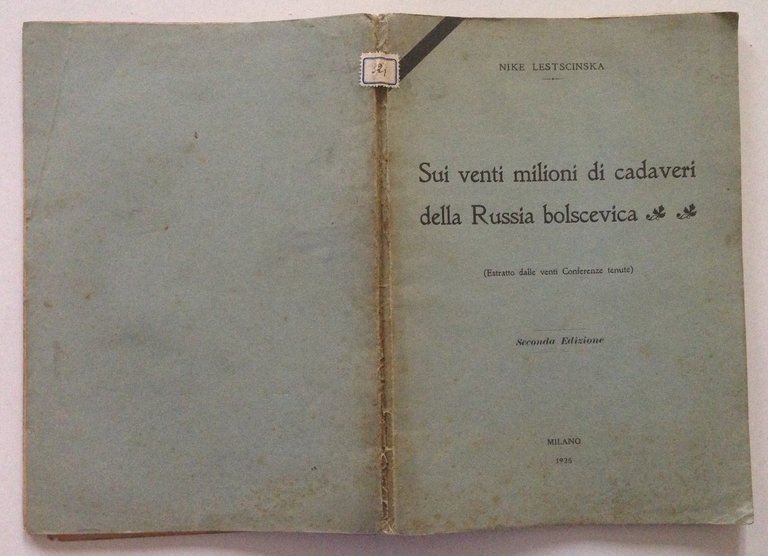 321
NIKE LESTSCINSKA
Sui venti milioni di cadaveri
della Russia bolscevica
(Estratto dalle venti Conferenze tenute)
Seconda Edizione
MILANO
1925